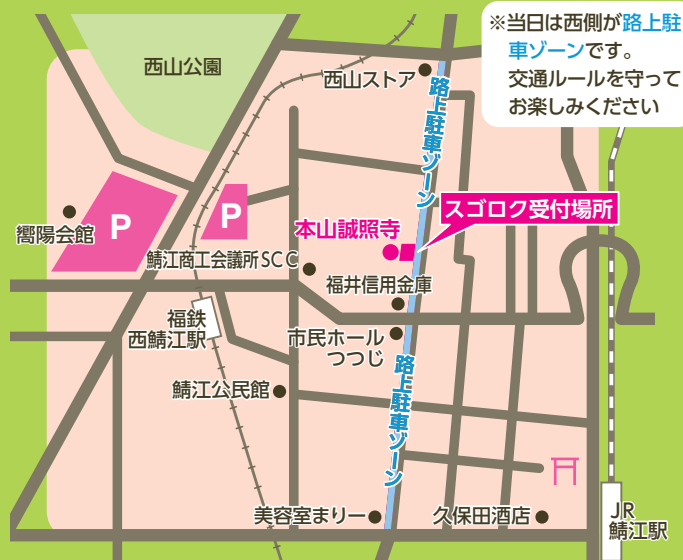 ※当日は西側が路上駐
車ゾーンです。
交通ルールを守って
お楽しみください
西山公園
西山ストア
路上駐車ゾーン
P
P
スゴロク受付場所
嚮陽会館
本山誠照寺
鯖江商工会議所SCC
福井信用金庫
福鉄
西鯖江駅
市民ホール
つつじ
路上駐車ゾーン
鯖江公民館
美容室まりー
久保田酒店
JR
鯖江駅